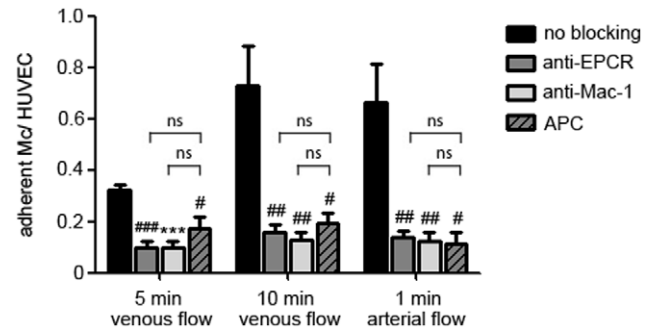 1.0
0.8
0.6
0.4
0.2
0
adherent Mc/ HUVEC
no blocking
anti-EPCR
anti-Mac-1
APC
ns
ns
ns
ns
ns
ns
### *** #
## ## #
## ## #
5 min
venous flow
10 min
venous flow
1 min
arterial flow